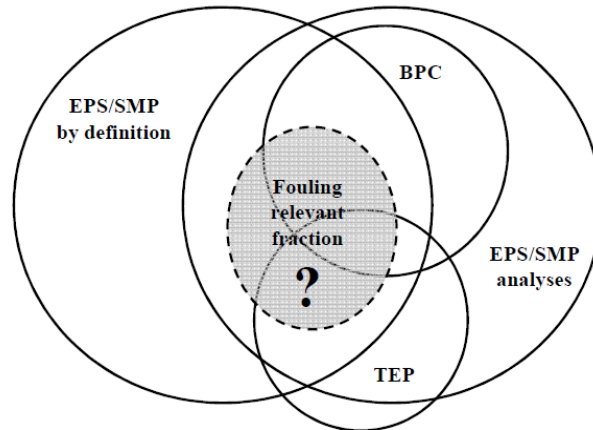 BPC
EPS/SMP
by definition
Fouling
relevant
fraction
?
EPS/SMP
analyses
TEP